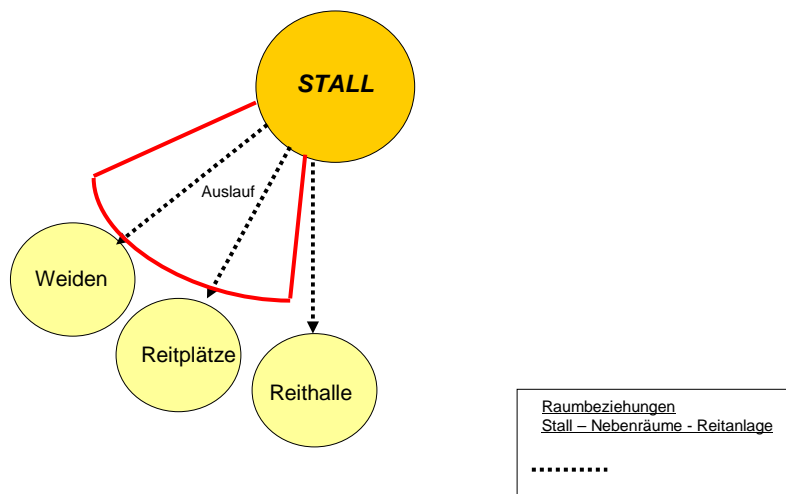 STALL
Auslauf
Weiden
Reitplätze
Reithalle
Raumbeziehungen
Stall – Nebenräume - Reitanlage